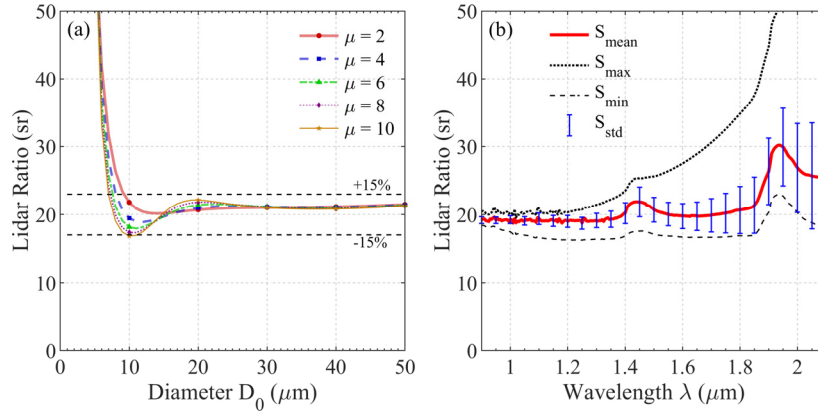 50
40
30
20
10
0
Lidar Ratio (sr)
(a)
μ = 2
μ = 4
μ = 6
μ = 8
μ = 10
+15%
-15%
0 10 20 30 40 50
Diameter D0 (μm)
50
40
30
20
10
0
Lidar Ratio (sr)
(b)
Smean
Smax
Smin
Sstd
1 1.2 1.4 1.6 1.8 2
Wavelength λ (μm)